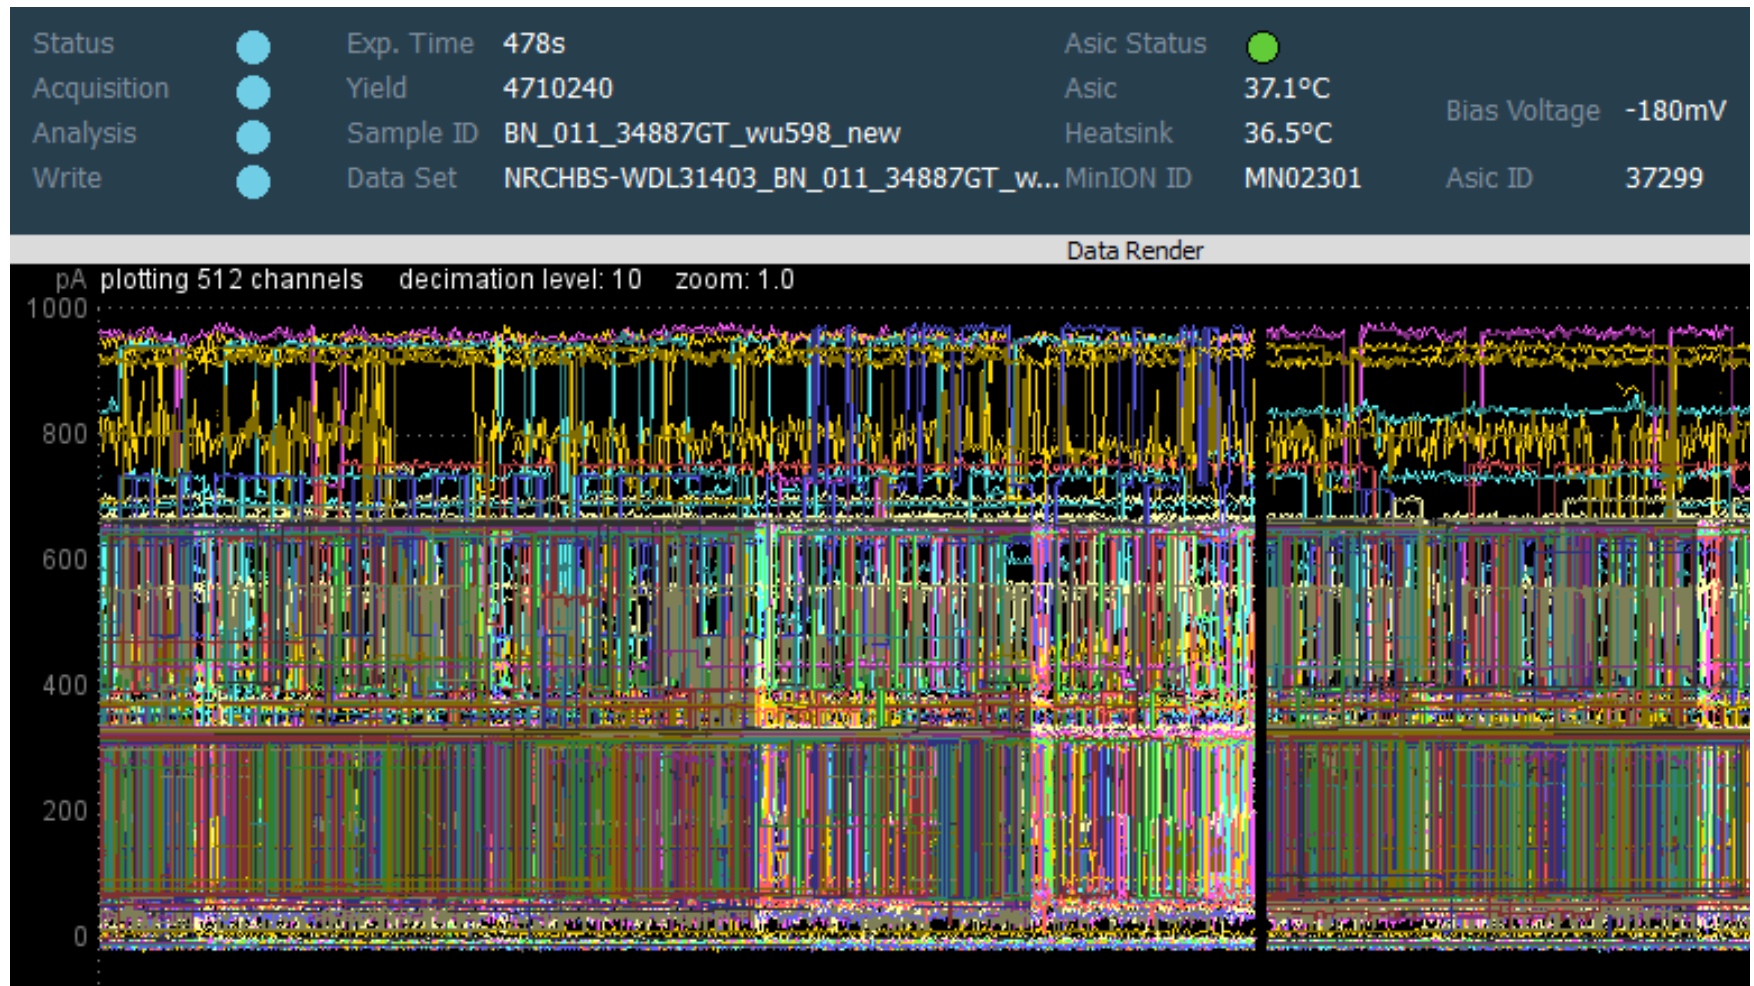 Status Exp. Time 478s Asic Status
Acquisition Yield 4710240 Asic 37.1°C
Bias Voltage -180mV
Analysis Sample ID BN_011_34887GT_wu598_new Heatsink 36.5°C
Write Data Set NRCHBS-WDL31403_BN_011_34887GT_w... MinION ID MN02301 Asic ID 37299
Data Render
pA plotting 512 channels decimation level: 10 zoom: 1.0
1000
800
600
400
200
0